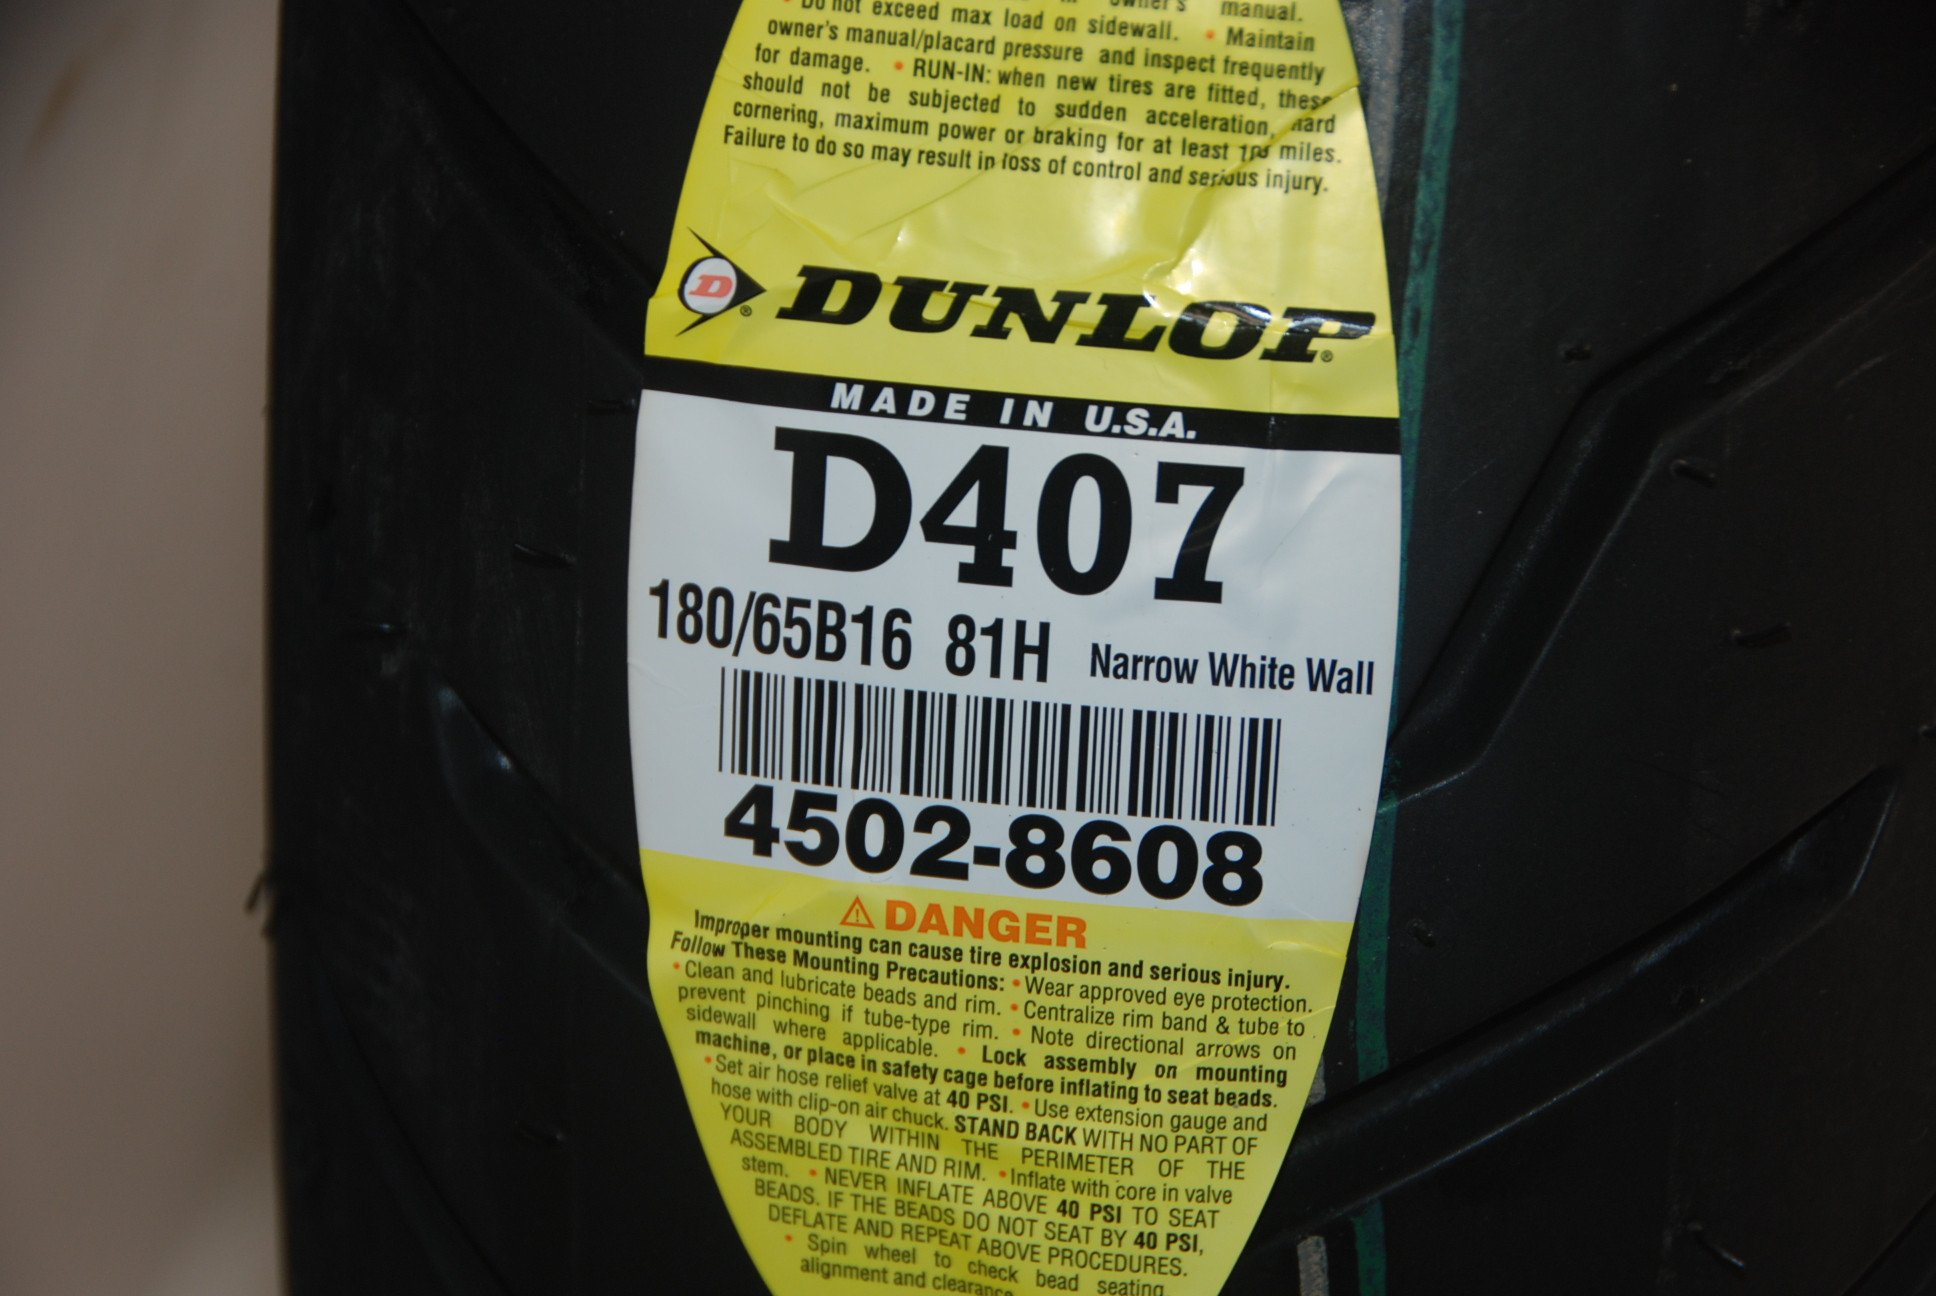 owner's manual.
• Do not exceed max load on sidewall. • Maintain
owner's manual/placard pressure and inspect frequently
for damage. • RUN-IN: when new tires are fitted, these
should not be subjected to sudden acceleration, hard
cornering, maximum power or braking for at least miles.
Failure to do so may result in loss of control and serious injury.
D ® DUNLOP®
MADE IN U.S.A.
D407
180/65B16 81H Narrow White Wall
4502-8608
⚠ DANGER
Improper mounting can cause tire explosion and serious injury.
Follow These Mounting Precautions: • Wear approved eye protection.
• Clean and lubricate beads and rim. • Centralize rim band & tube to
prevent pinching if tube-type rim. • Note directional arrows on
sidewall where applicable. • Lock assembly on mounting
machine, or place in safety cage before inflating to seat beads.
• Set air hose relief valve at 40 PSI. • Use extension gauge and
hose with clip-on air chuck. STAND BACK WITH NO PART OF
YOUR BODY WITHIN THE PERIMETER OF THE
ASSEMBLED TIRE AND RIM. • Inflate with core in valve
stem. • NEVER INFLATE ABOVE 40 PSI TO SEAT
BEADS. IF THE BEADS DO NOT SEAT BY 40 PSI,
DEFLATE AND REPEAT ABOVE PROCEDURES.
• Spin wheel to check bead seating,
alignment and clearance